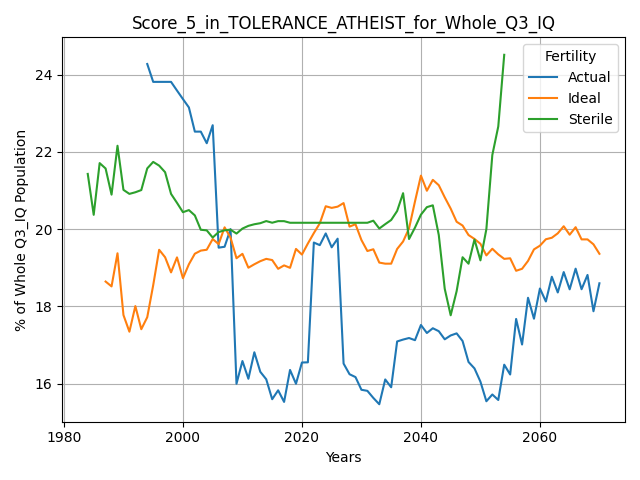 Score_5_in_TOLERANCE_ATHEIST_for_Whole_Q3_IQ
Fertility
Actual
Ideal
Sterile
% of Whole Q3_IQ Population
24
22
20
18
16
1980
2000
2020
2040
2060
Years